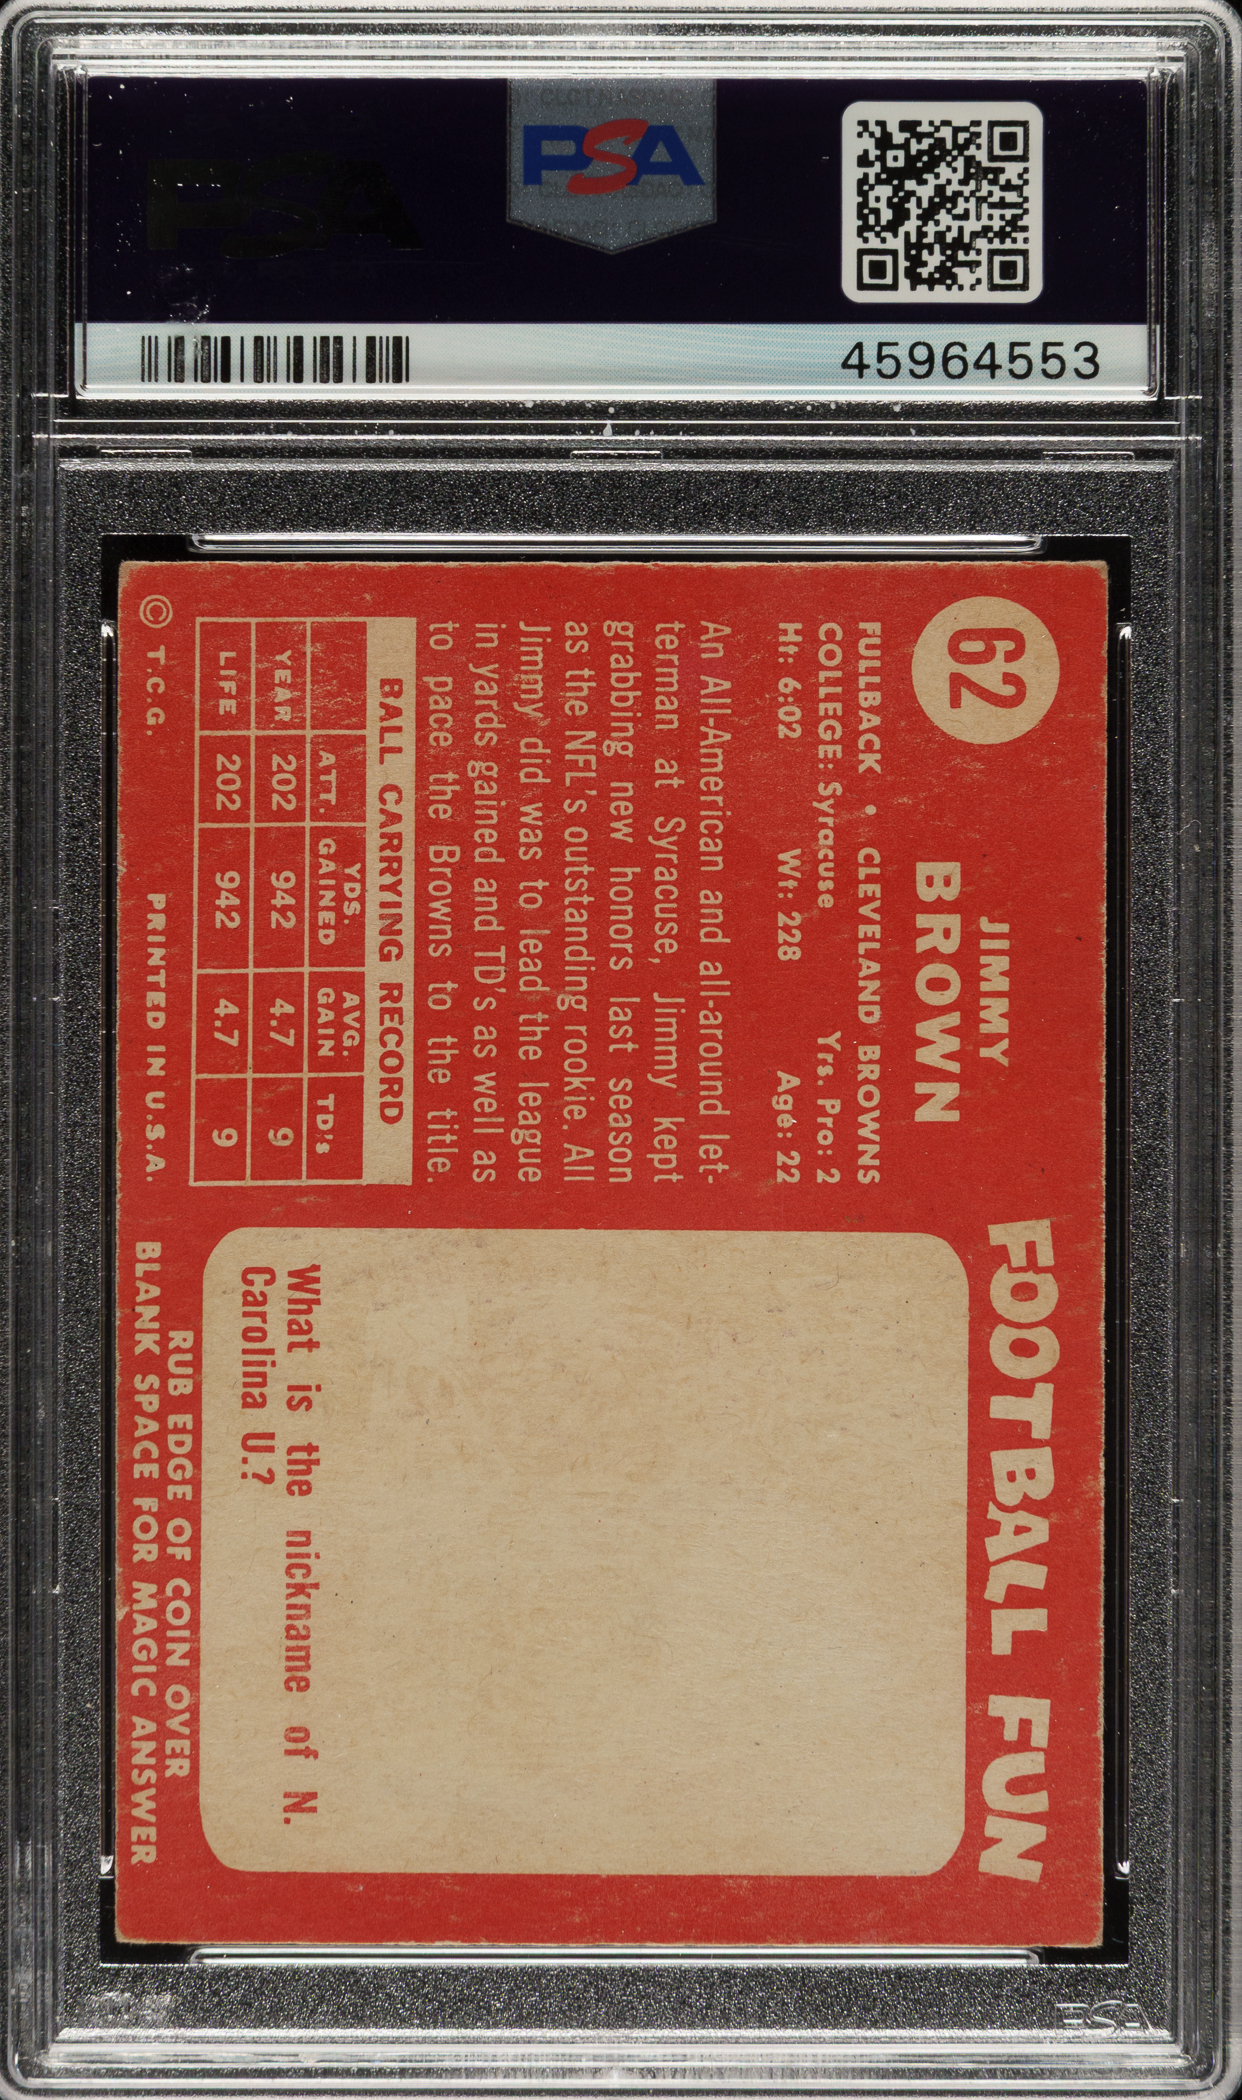 PSA
PSA
45964553
62
JIMMY
BROWN
FULLBACK • CLEVELAND BROWNS
COLLEGE: Syracuse Yrs. Pro: 2
Ht: 6:02 Wt: 228 Age: 22
An All-American and all-around let-
terman at Syracuse, Jimmy kept
grabbing new honors last season
as the NFL's outstanding rookie. All
Jimmy did was to lead the league
in yards gained and TD's as well as
to pace the Browns to the title.
BALL CARRYING RECORD
ATT. YDS. GAINED AVG. GAIN TD's
YEAR 202 942 4.7 9
LIFE 202 942 4.7 9
© T.C.G. PRINTED IN U.S.A.
FOOTBALL FUN
What is the nickname of N.
Carolina U.?
RUB EDGE OF COIN OVER
BLANK SPACE FOR MAGIC ANSWER
PSA